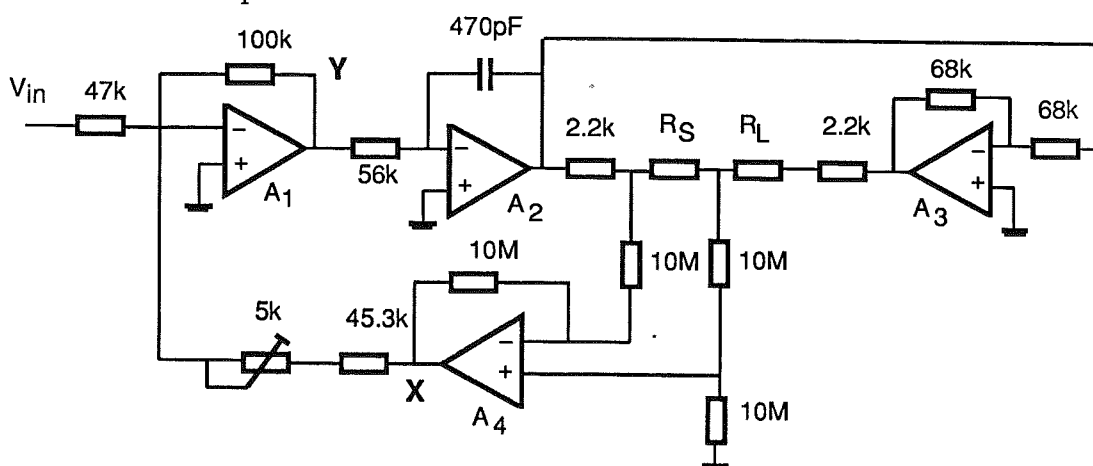 100k
Y
470pF
Vin
47k
A1
56k
A2
2.2k
RS
RL
2.2k
68k
68k
A3
10M
10M
10M
5k
45.3k
X
A4
10M